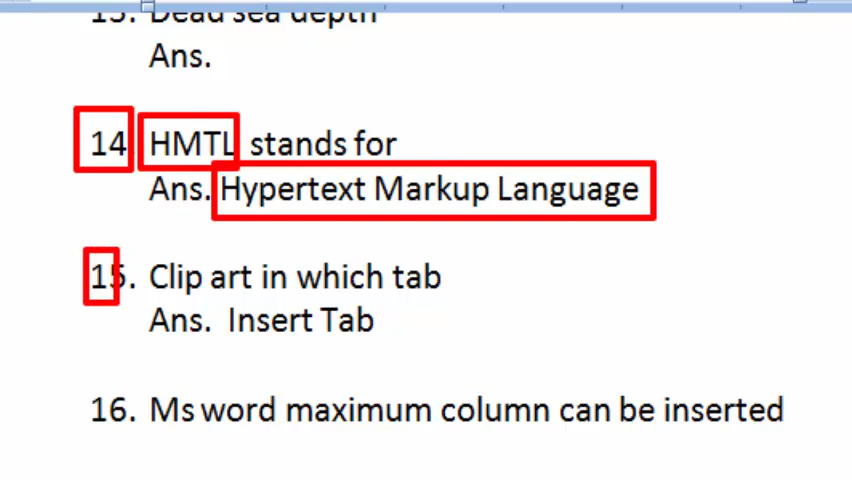 13. Dead sea depth
Ans.
14. HMTL stands for
Ans. Hypertext Markup Language
15. Clip art in which tab
Ans. Insert Tab
16. Ms word maximum column can be inserted